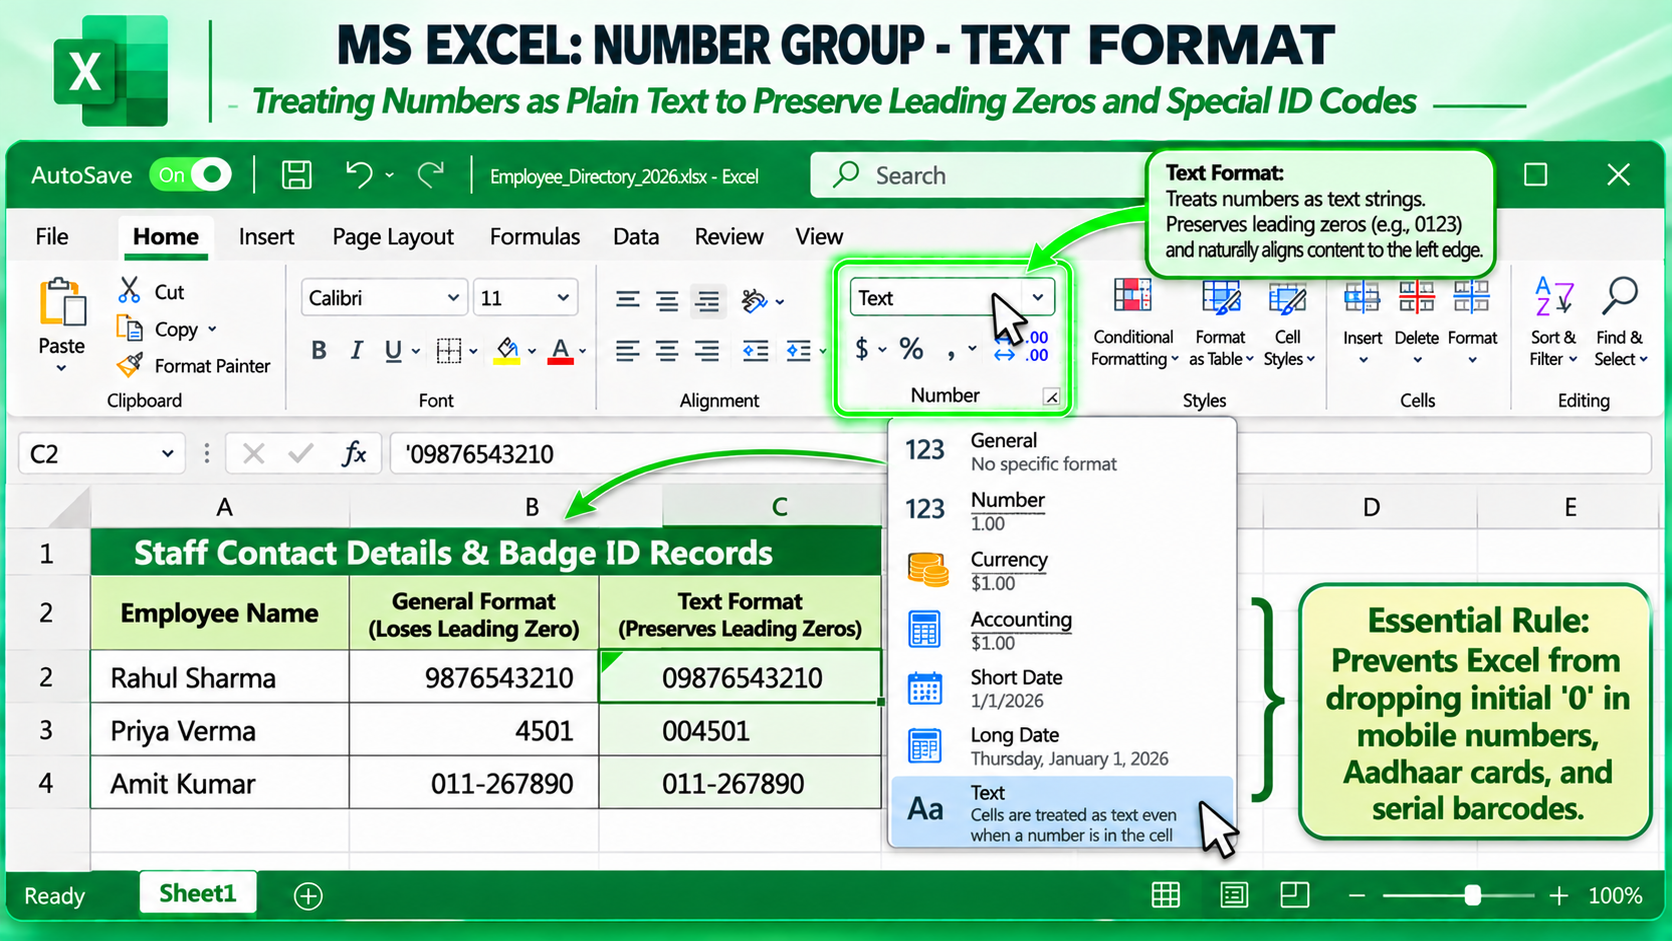 X
MS EXCEL: NUMBER GROUP - TEXT FORMAT
Treating Numbers as Plain Text to Preserve Leading Zeros and Special ID Codes
AutoSave On
Employee_Directory_2026.xlsx - Excel
Search
Text Format:
Treats numbers as text strings.
Preserves leading zeros (e.g., 0123)
and naturally aligns content to the left edge.
File Home Insert Page Layout Formulas Data Review View
Paste
Cut
Copy
Format Painter
Clipboard
Calibri 11
B I U A
Font
Alignment
Text
$ % , .00
.00
Number
Conditional
Formatting
Format
as Table
Cell
Styles
Styles
Insert Delete Format
Cells
A
Z
Sort &
Filter
Find &
Select
Editing
C2 fx '09876543210
A B C D E
1 Staff Contact Details & Badge ID Records
2 Employee Name
General Format
(Loses Leading Zero)
Text Format
(Preserves Leading Zeros)
2 Rahul Sharma 9876543210 09876543210
3 Priya Verma 4501 004501
4 Amit Kumar 011-267890 011-267890
123 General
No specific format
123 Number
1.00
Currency
$1.00
Accounting
$1.00
Short Date
1/1/2026
Long Date
Thursday, January 1, 2026
Aa Text
Cells are treated as text even
when a number is in the cell
Essential Rule:
Prevents Excel from
dropping initial '0' in
mobile numbers,
Aadhaar cards, and
serial barcodes.
Ready Sheet1 100%